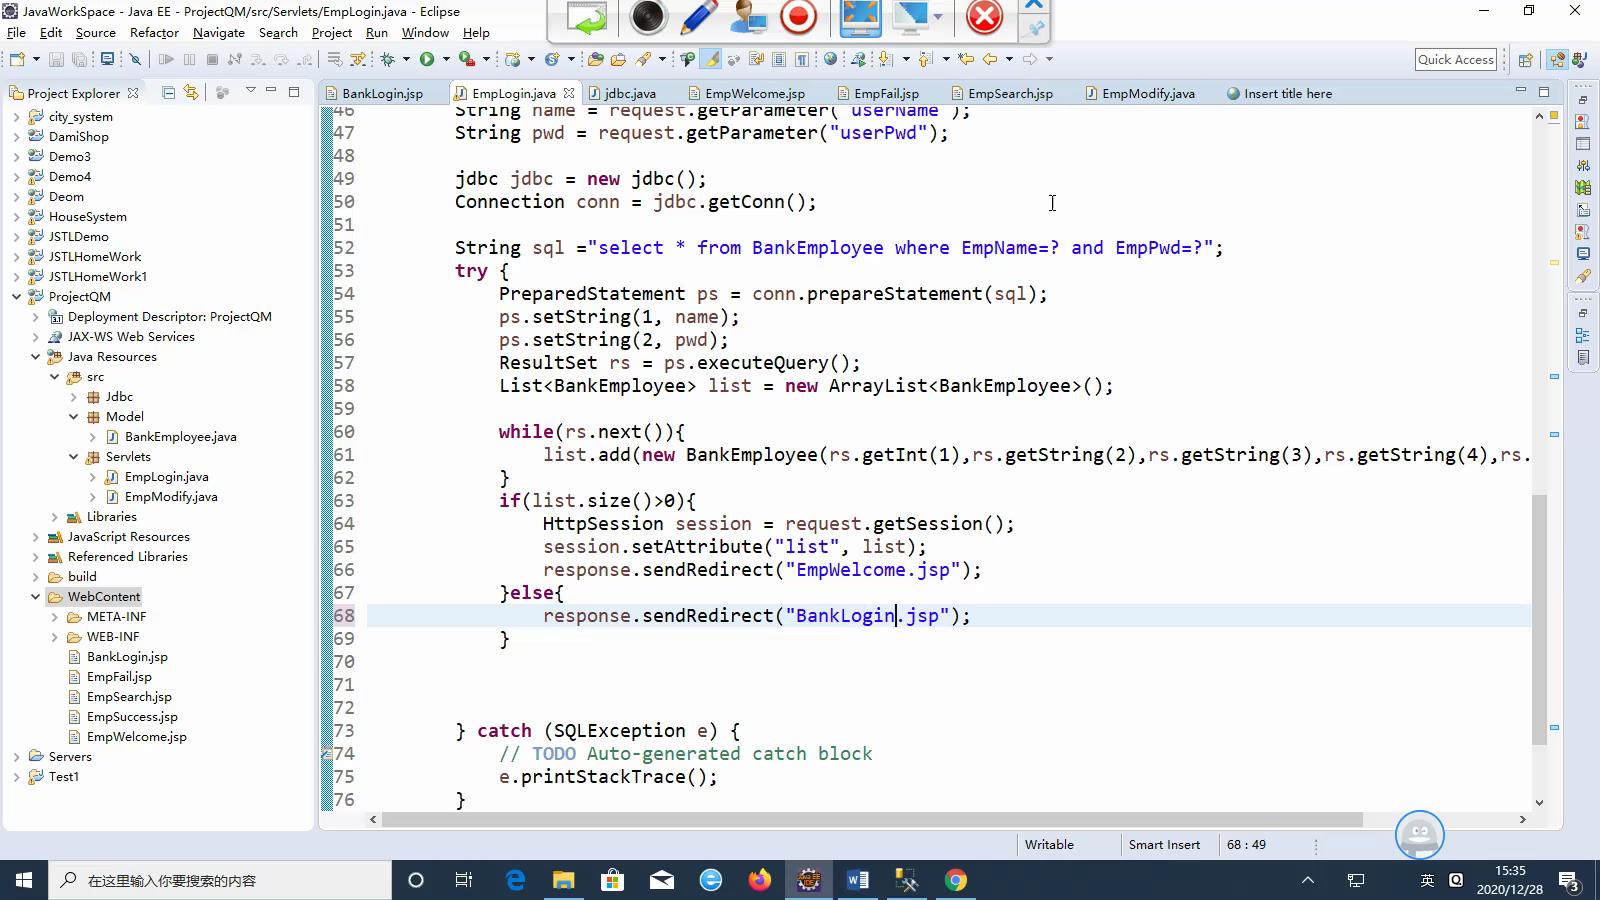 JavaWorkSpace - Java EE - ProjectQM/src/Servlets/EmpLogin.java - Eclipse
File Edit Source Refactor Navigate Search Project Run Window Help
Quick Access
Project Explorer
BankLogin.jsp EmpLogin.java jdbc.java EmpWelcome.jsp EmpFail.jsp EmpSearch.jsp EmpModify.java Insert title here
city_system
DamiShop
Demo3
Demo4
Deom
HouseSystem
JSTLDemo
JSTLHomeWork
JSTLHomeWork1
ProjectQM
Deployment Descriptor: ProjectQM
JAX-WS Web Services
Java Resources
src
Jdbc
Model
BankEmployee.java
Servlets
EmpLogin.java
EmpModify.java
Libraries
JavaScript Resources
Referenced Libraries
build
WebContent
META-INF
WEB-INF
BankLogin.jsp
EmpFail.jsp
EmpSearch.jsp
EmpSuccess.jsp
EmpWelcome.jsp
Servers
Test1
46 String name = request.getParameter("userName");
47 String pwd = request.getParameter("userPwd");
48
49 jdbc jdbc = new jdbc();
50 Connection conn = jdbc.getConn();
51
52 String sql ="select * from BankEmployee where EmpName=? and EmpPwd=?";
53 try {
54 PreparedStatement ps = conn.prepareStatement(sql);
55 ps.setString(1, name);
56 ps.setString(2, pwd);
57 ResultSet rs = ps.executeQuery();
58 List<BankEmployee> list = new ArrayList<BankEmployee>();
59
60 while(rs.next()){
61 list.add(new BankEmployee(rs.getInt(1),rs.getString(2),rs.getString(3),rs.getString(4),rs.
62 }
63 if(list.size()>0){
64 HttpSession session = request.getSession();
65 session.setAttribute("list", list);
66 response.sendRedirect("EmpWelcome.jsp");
67 }else{
68 response.sendRedirect("BankLogin.jsp");
69 }
70
71
72
73 } catch (SQLException e) {
74 // TODO Auto-generated catch block
75 e.printStackTrace();
76 }
Writable Smart Insert 68 : 49
在这里输入你要搜索的内容
英
15:35
2020/12/28
3